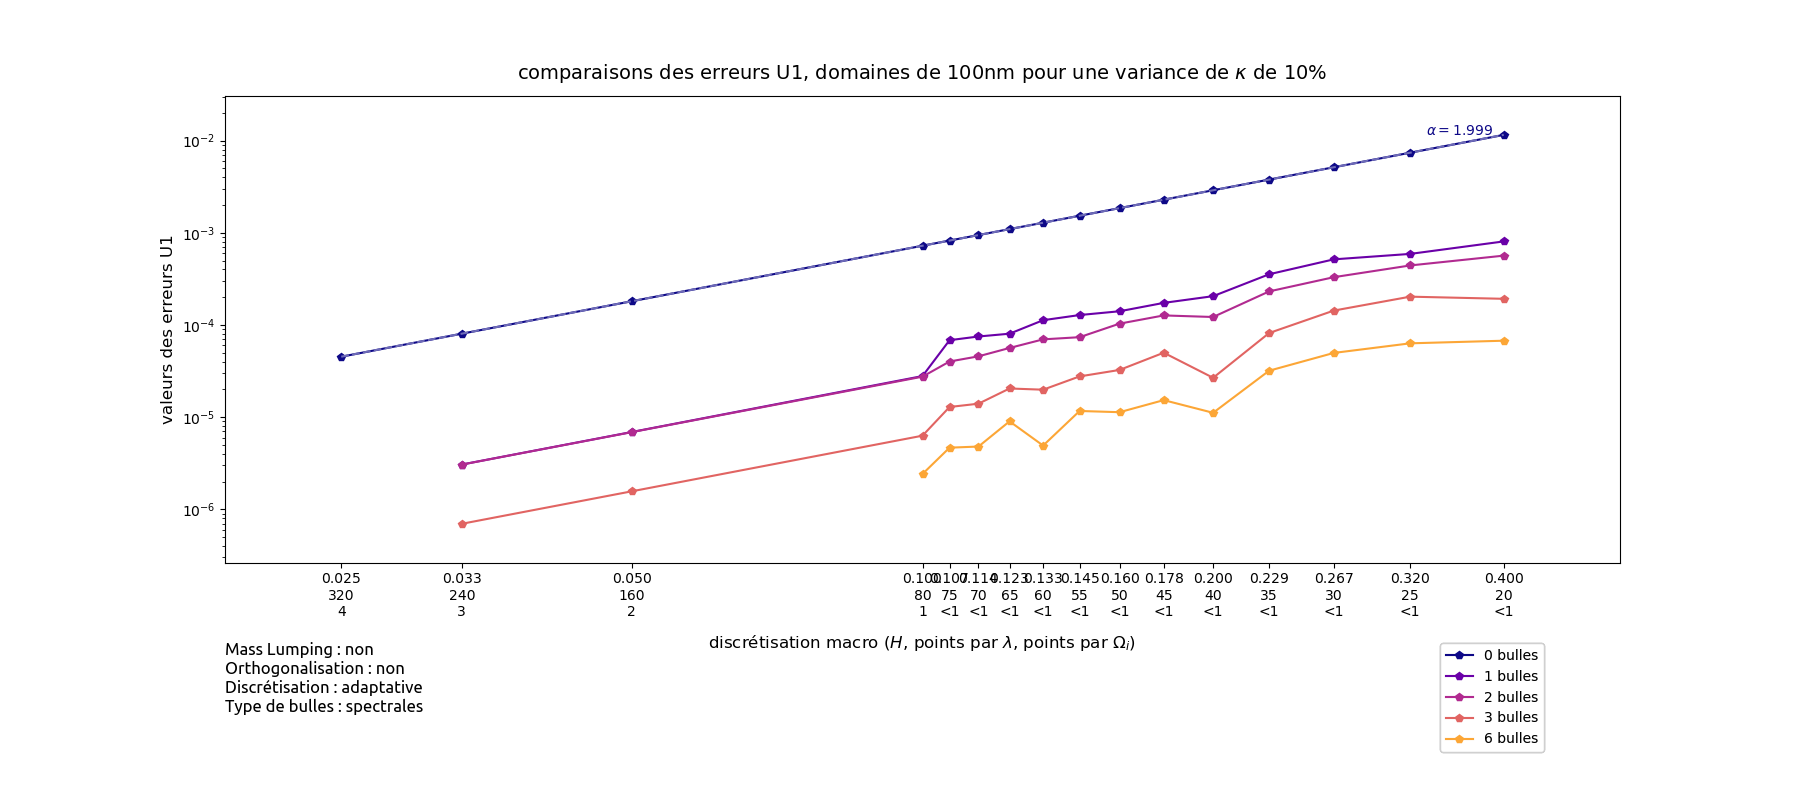 comparaisons des erreurs U1, domaines de 100nm pour une variance de κ de 10%
α = 1.999
10⁻²
10⁻³
10⁻⁴
10⁻⁵
10⁻⁶
valeurs des erreurs U1
0.025 0.033 0.050 0.100 0.107 0.114 0.123 0.133 0.145 0.160 0.178 0.200 0.229 0.267 0.320 0.400
320 240 160 80 75 70 65 60 55 50 45 40 35 30 25 20
4 3 2 1 <1 <1 <1 <1 <1 <1 <1 <1 <1 <1 <1 <1
discrétisation macro (H, points par λ, points par Ωᵢ)
Mass Lumping : non
Orthogonalisation : non
Discrétisation : adaptative
Type de bulles : spectrales
0 bulles
1 bulles
2 bulles
3 bulles
6 bulles